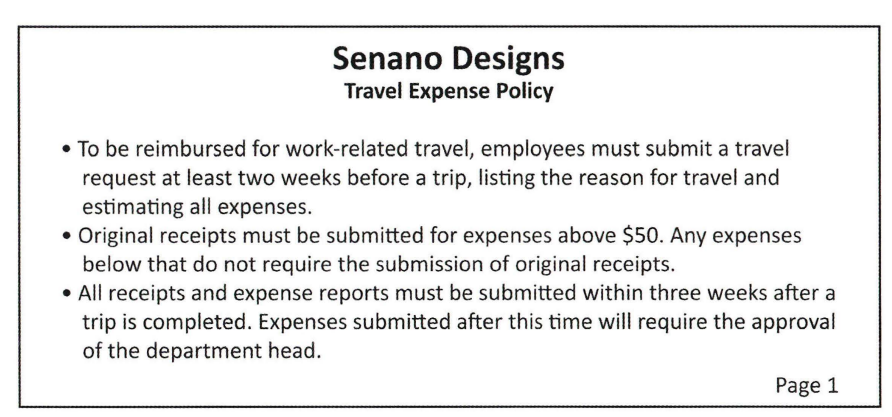 Senano Designs
Travel Expense Policy
• To be reimbursed for work-related travel, employees must submit a travel
request at least two weeks before a trip, listing the reason for travel and
estimating all expenses.
• Original receipts must be submitted for expenses above $50. Any expenses
below that do not require the submission of original receipts.
• All receipts and expense reports must be submitted within three weeks after a
trip is completed. Expenses submitted after this time will require the approval
of the department head.
Page 1